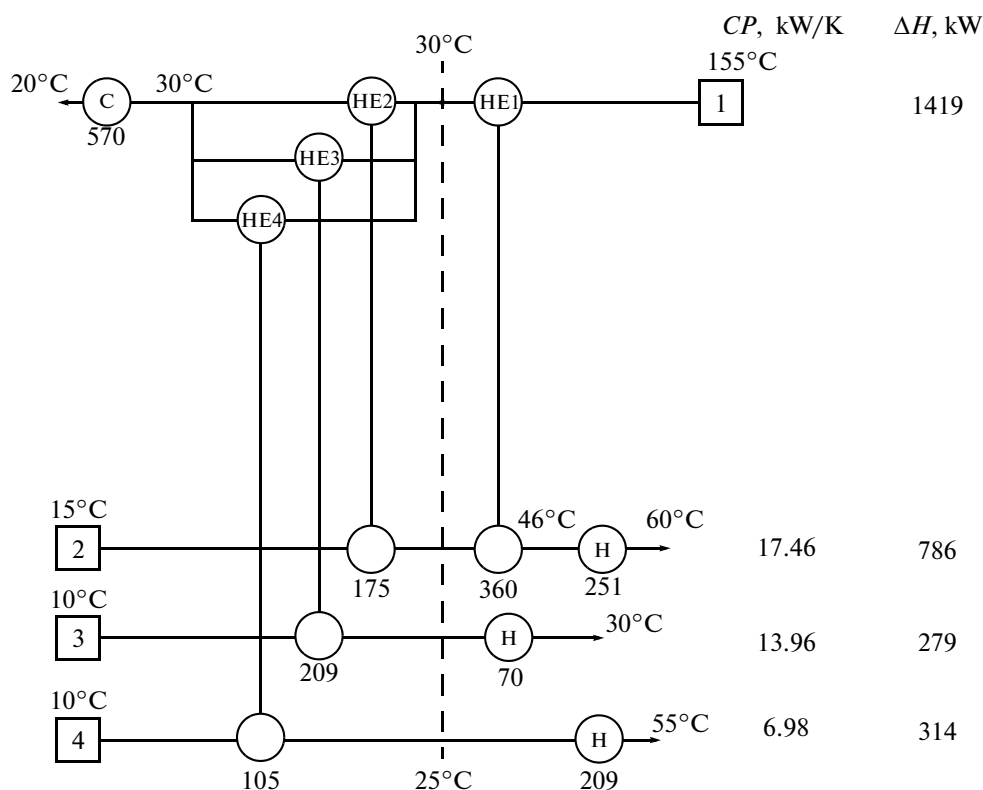 CP, kW/K ΔH, kW
30°C
155°C
20°C C 30°C HE2 HE1 1 1419
570
HE3
HE4
15°C
46°C 60°C
2 H 17.46 786
175 360 251
10°C
30°C
3 H 13.96 279
209 70
10°C
55°C
4 H 6.98 314
105 25°C 209